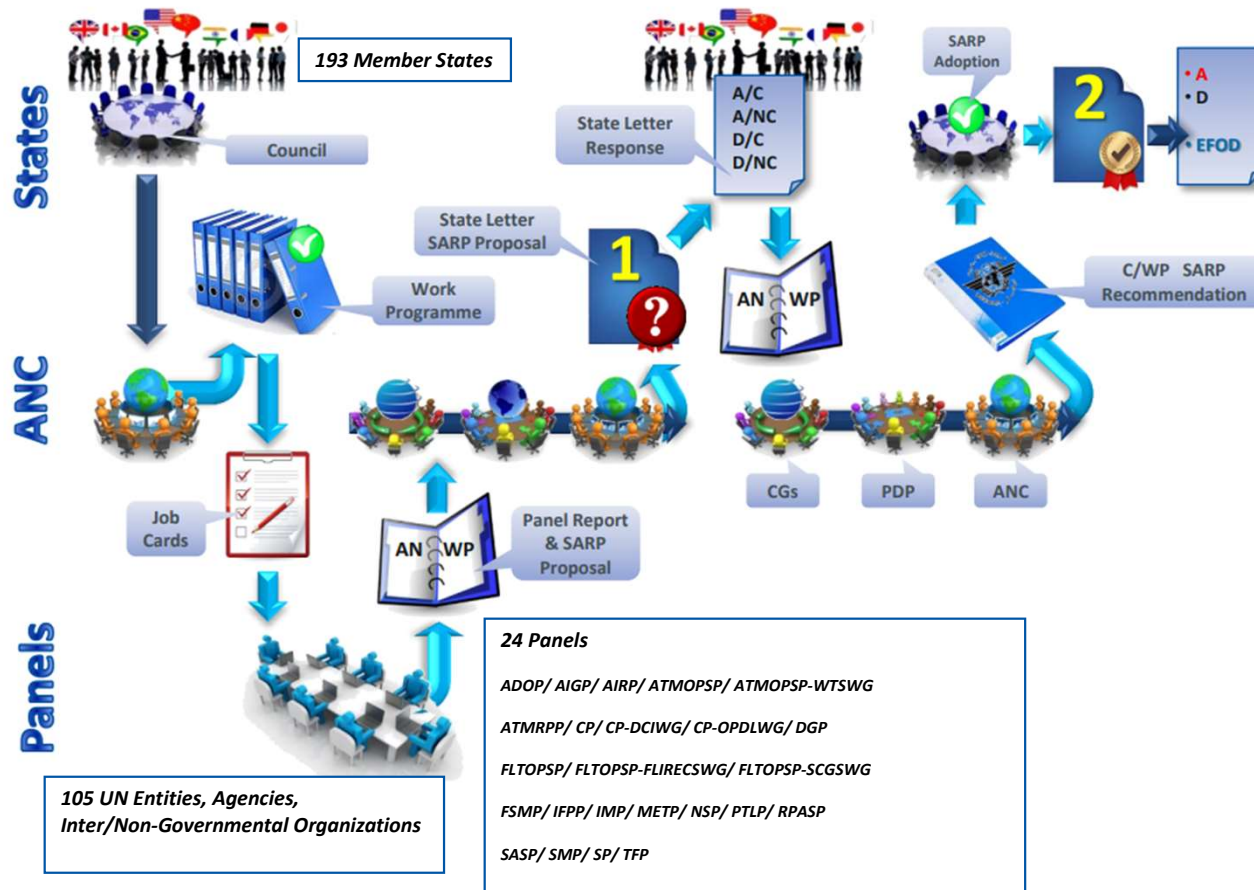 States
193 Member States
Council
State Letter
Response
A/C
A/NC
D/C
D/NC
SARP
Adoption
2
• A
• D
• EFOD
State Letter
SARP Proposal
1
?
Work
Programme
AN WP
C/WP SARP
Recommendation
ANC
CGs
PDP
ANC
Job
Cards
AN WP
Panel Report
& SARP
Proposal
Panels
105 UN Entities, Agencies,
Inter/Non-Governmental Organizations
24 Panels
ADOP/ AIGP/ AIRP/ ATMOPSP/ ATMOPSP-WTSWG
ATMRPP/ CP/ CP-DCIWG/ CP-OPDLWG/ DGP
FLTOPSP/ FLTOPSP-FLIRECSWG/ FLTOPSP-SCGSWG
FSMP/ IFPP/ IMP/ METP/ NSP/ PTLP/ RPASP
SASP/ SMP/ SP/ TFP